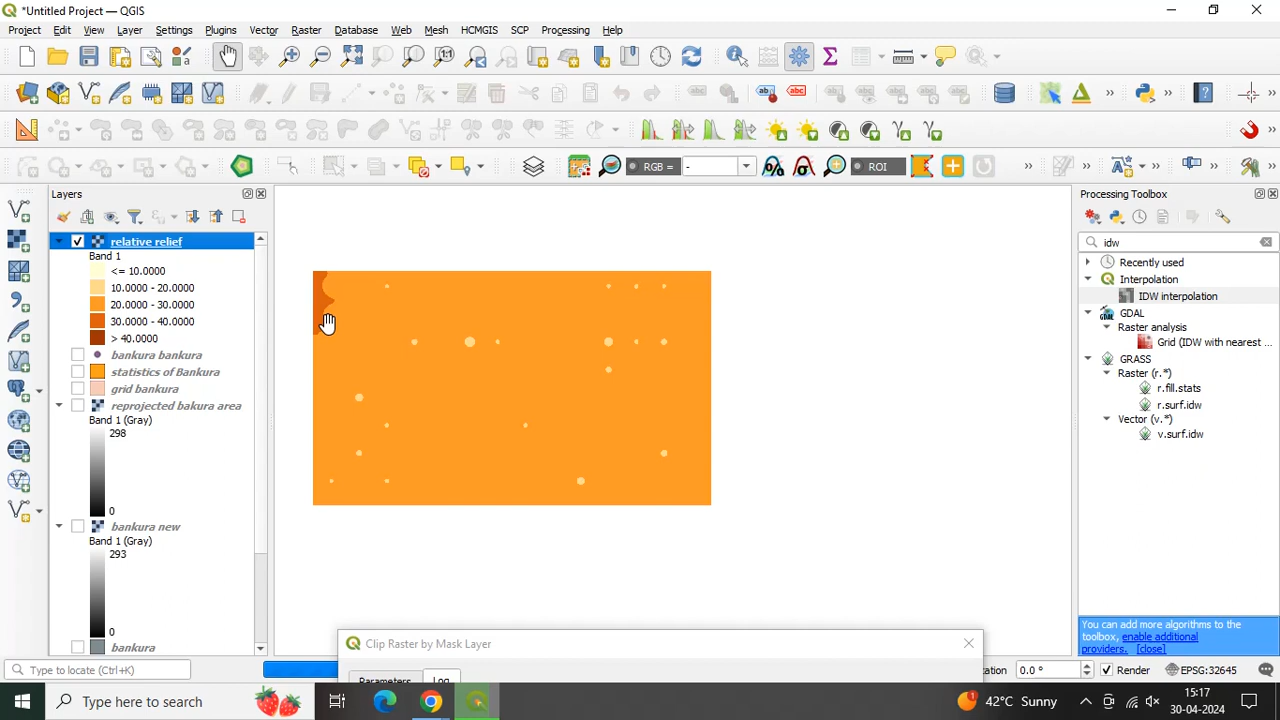 *Untitled Project — QGIS
Project Edit View Layer Settings Plugins Vector Raster Database Web Mesh HCMGIS SCP Processing Help
RGB = - ROI
Layers
Processing Toolbox
relative relief
idw
Band 1
Recently used
<= 10.0000
Interpolation
10.0000 - 20.0000
IDW interpolation
20.0000 - 30.0000
GDAL
30.0000 - 40.0000
Raster analysis
> 40.0000
Grid (IDW with nearest ...
bankura bankura
GRASS
statistics of Bankura
Raster (r.*)
grid bankura
r.fill.stats
reprojected bakura area
r.surf.idw
Band 1 (Gray)
Vector (v.*)
298
v.surf.idw
0
bankura new
Band 1 (Gray)
293
0
You can add more algorithms to the
toolbox, enable additional
providers. [close]
bankura
Clip Raster by Mask Layer
Type to locate (Ctrl+K)
Parameters Log
0.0 ° Render EPSG:32645
Type here to search
42°C Sunny
15:17
30-04-2024